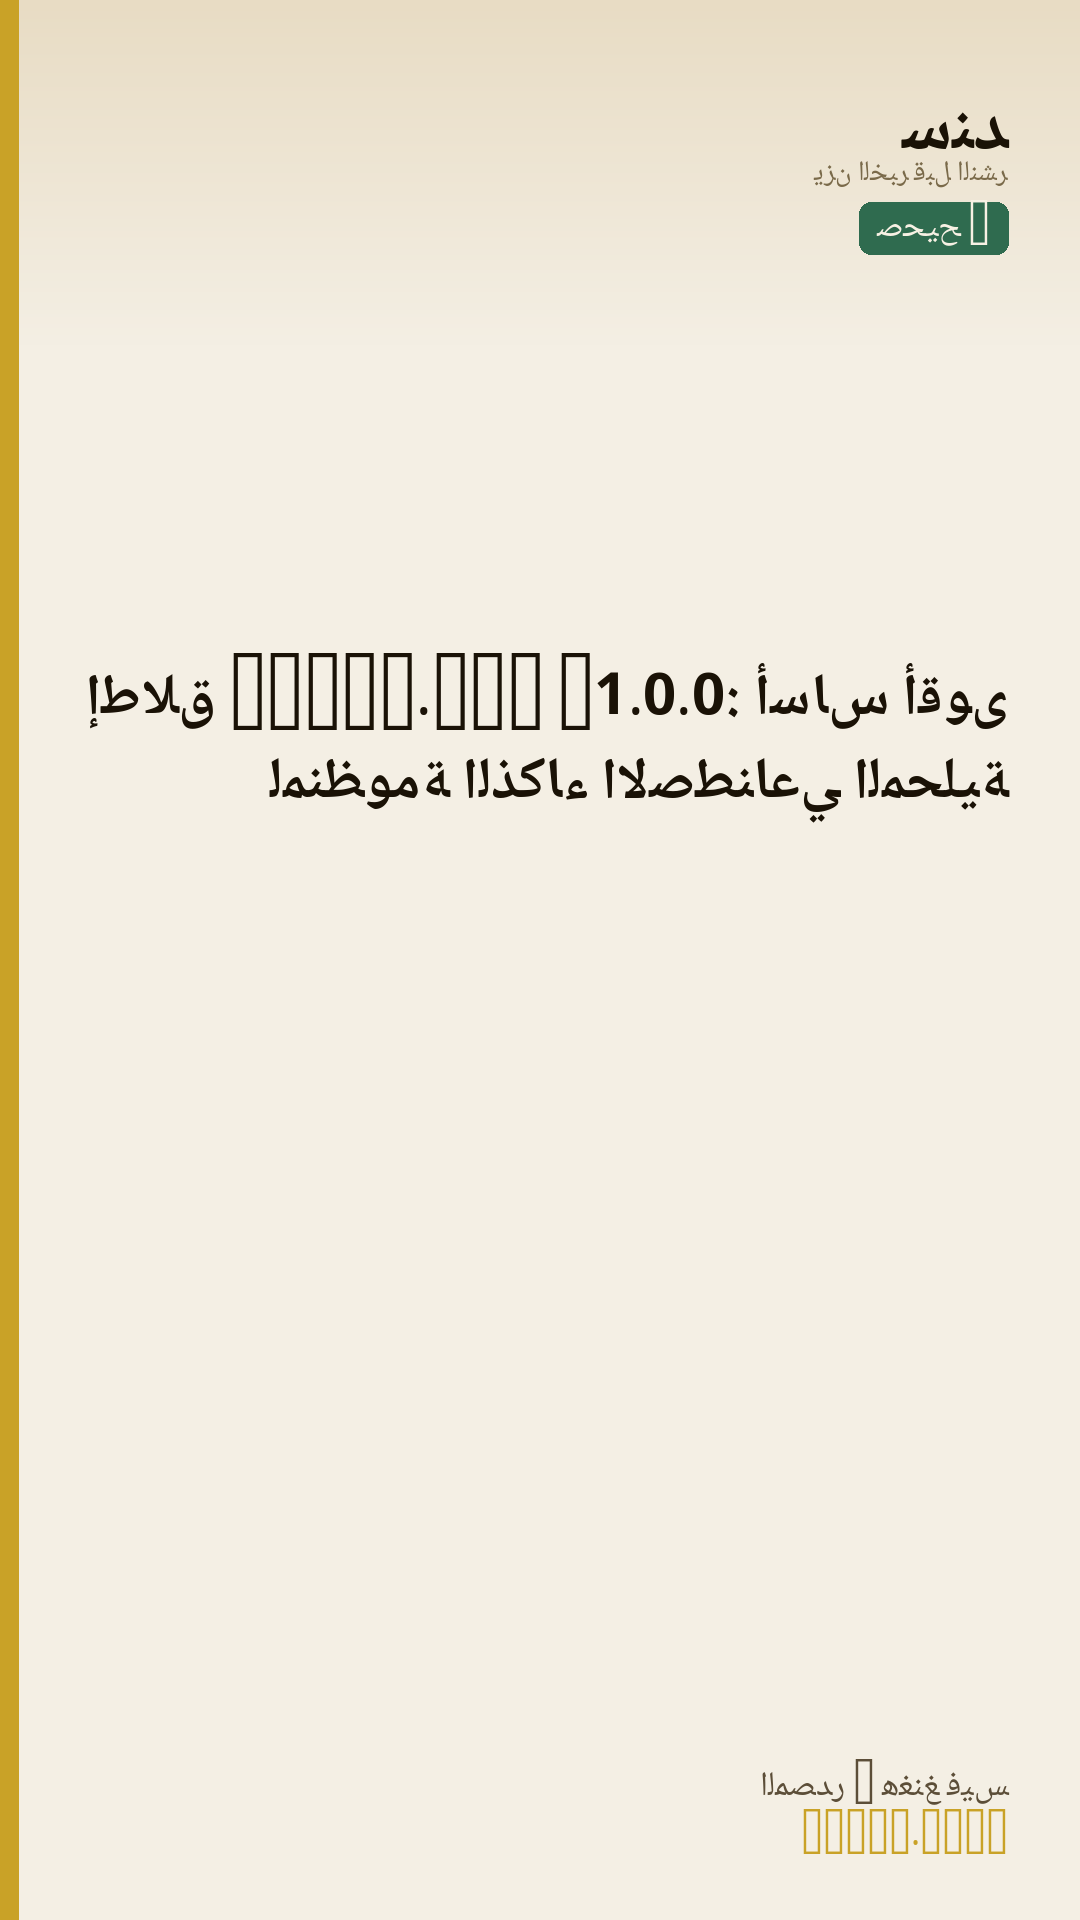 سند
يزن الخبر قبل النشر
صحيح
إطلاق 1.0.0: أساس أقوى
لمنظومة الذكاء الاصطناعي المحلية
المصدر هغنغ فيس